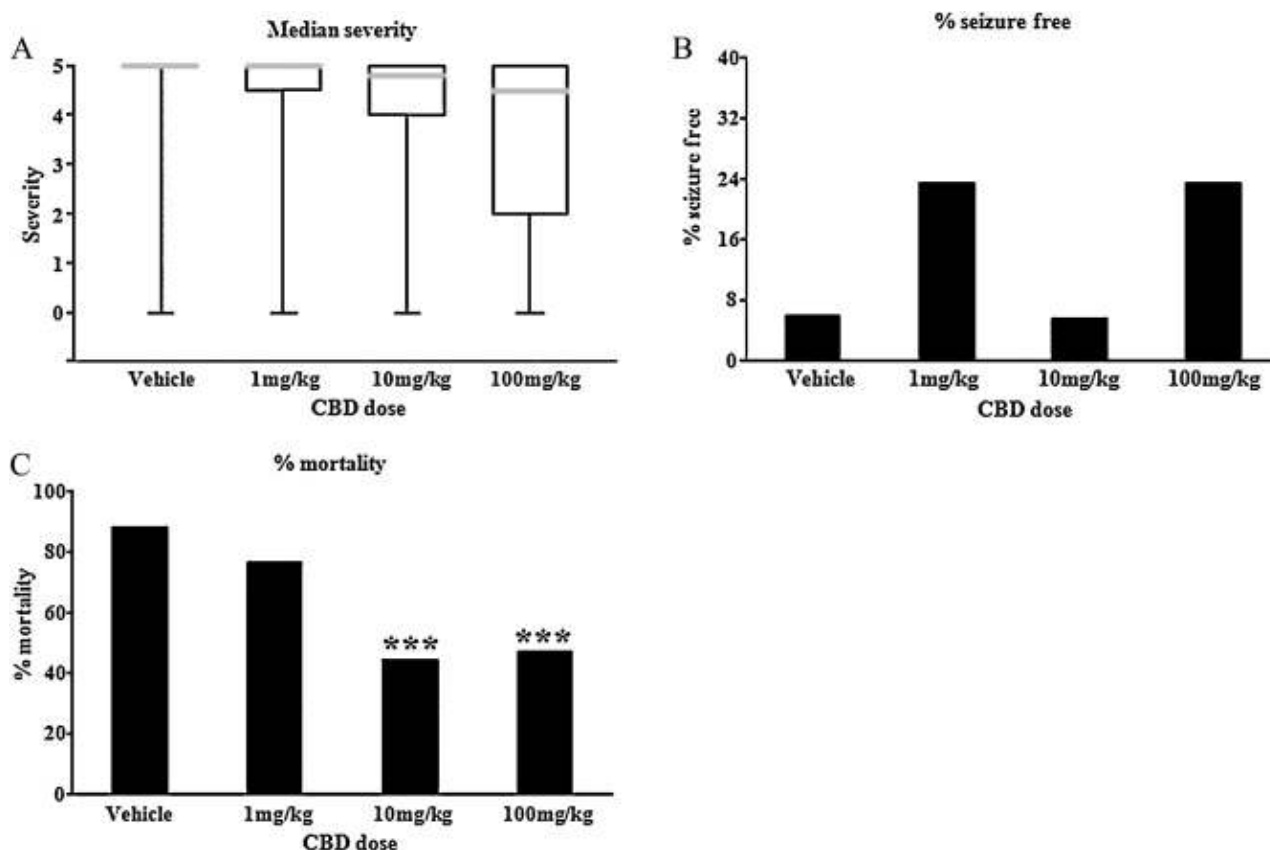 A
Median severity
Severity
5
4
3
2
1
0
Vehicle 1mg/kg 10mg/kg 100mg/kg
CBD dose
B
% seizure free
% seizure free
40
32
24
16
8
0
Vehicle 1mg/kg 10mg/kg 100mg/kg
CBD dose
C
% mortality
% mortality
100
80
60
40
20
0
*** ***
Vehicle 1mg/kg 10mg/kg 100mg/kg
CBD dose